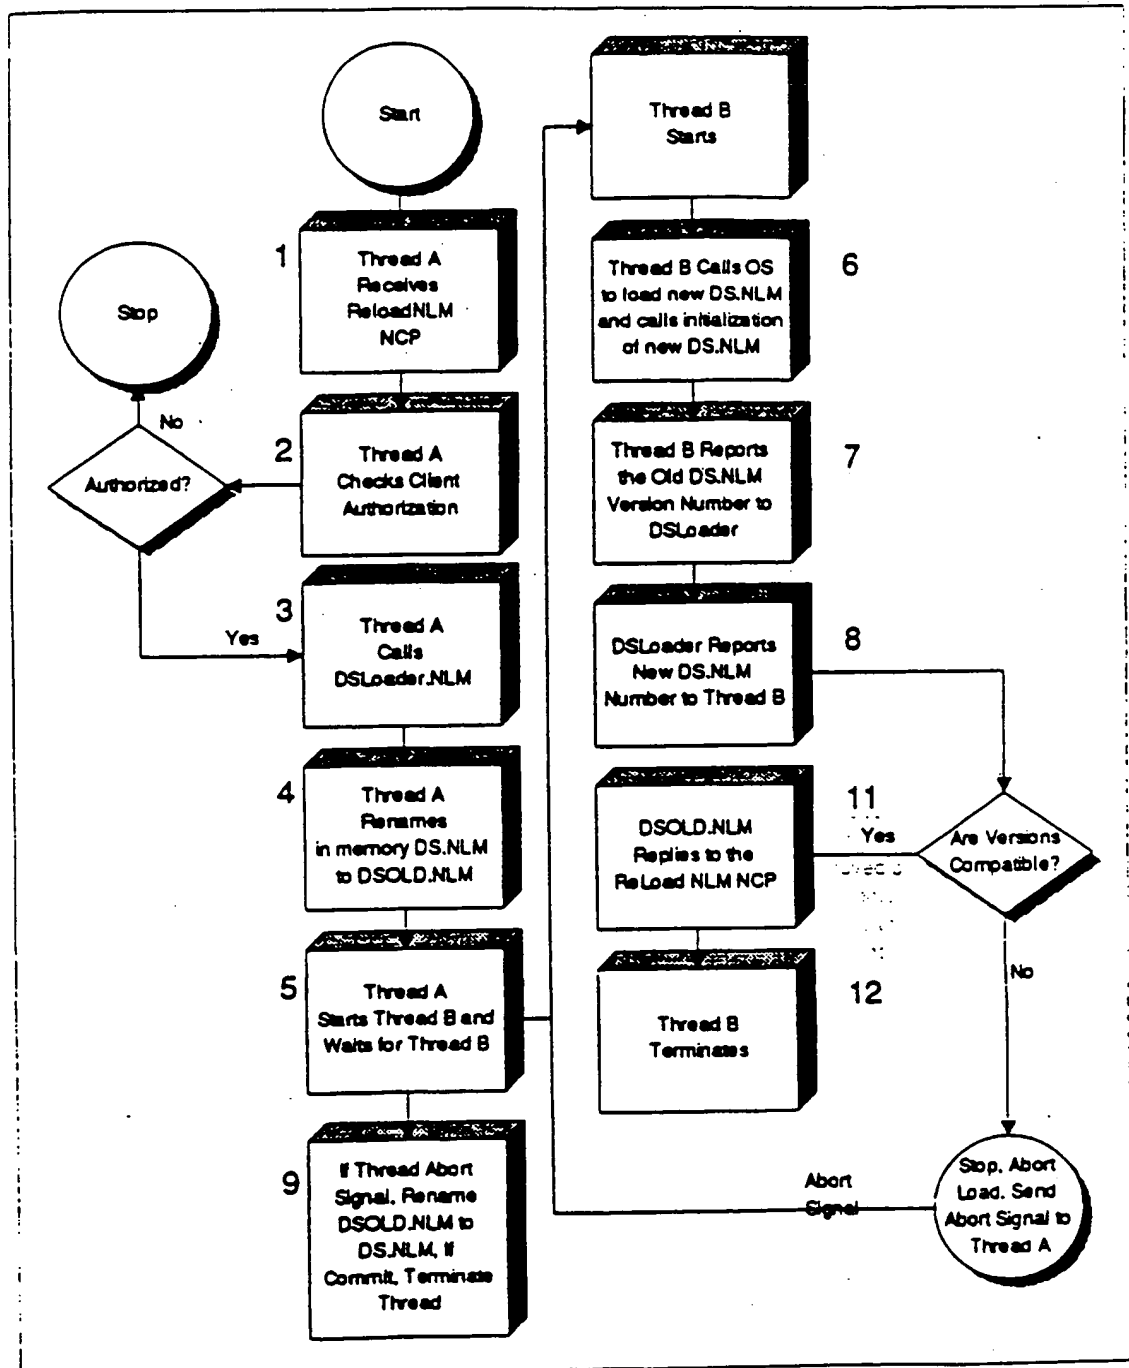 Start
1
Thread A
Receives
ReloadNLM
NCP
Stop
No
Authorized?
2
Thread A
Checks Client
Authorization
Yes
3
Thread A
Calls
DSLoader.NLM
4
Thread A
Renames
in memory DS.NLM
to DSOLD.NLM
5
Thread A
Starts Thread B and
Waits for Thread B
9
If Thread Abort
Signal, Rename
DSOLD.NLM to
DS.NLM, If
Commit, Terminate
Thread
Thread B
Starts
6
Thread B Calls OS
to load new DS.NLM
and calls initialization
of new DS.NLM
7
Thread B Reports
the Old DS.NLM
Version Number to
DSLoader
8
DSLoader Reports
New DS.NLM
Number to Thread B
Are Versions
Compatible?
Yes
11
DSOLD.NLM
Replies to the
ReLoad NLM NCP
12
Thread B
Terminates
No
Stop, Abort
Load, Send
Abort Signal to
Thread A
Abort
Signal